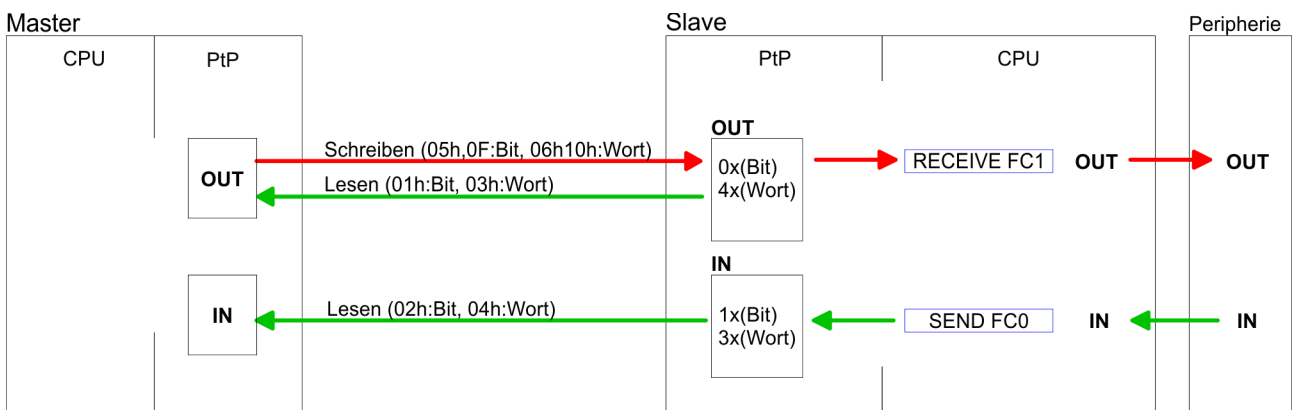 Master
Slave
Peripherie
CPU
PtP
PtP
CPU
OUT
Schreiben (05h,0F:Bit, 06h10h:Wort)
OUT
0x(Bit)
4x(Wort)
RECEIVE FC1
OUT
OUT
Lesen (01h:Bit, 03h:Wort)
IN
IN
Lesen (02h:Bit, 04h:Wort)
1x(Bit)
3x(Wort)
SEND FC0
IN
IN